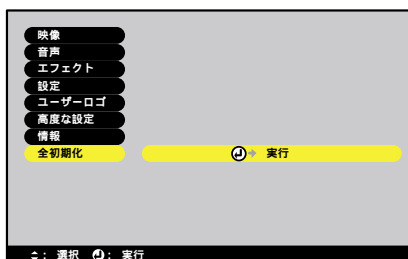 映像
音声
エフェクト
設定
ユーザーロゴ
高度な設定
情報
全初期化 実行
: 選択 : 実行